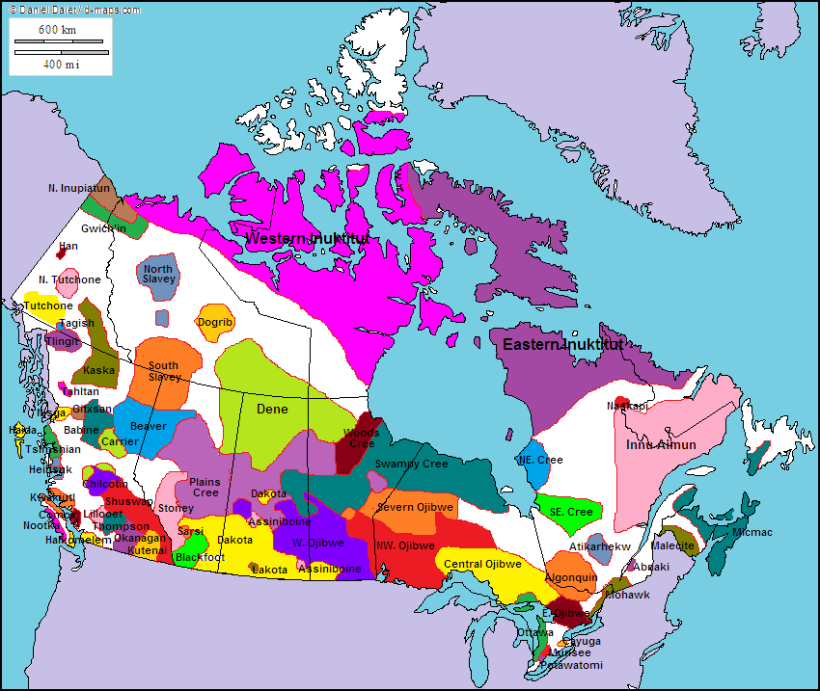 © Daniel Dalet / d-maps.com
600 km
400 mi
N. Inupiatun
Gwich'in
Western Inuktitut
Han
North
Slavey
N. Tutchone
S. Tutchone
Tagish
Dogrib
Tlingit
Eastern Inuktitut
Kaska
South
Slavey
Tahltan
Naskapi
Nisga
Gitxsan
Dene
Haida
Babine
Beaver
Carrier
Woods
Cree
Innu Aimun
Tsimshian
Swampy Cree
NE. Cree
Heiltsuk
Chilcotin
Plains
Cree
Dakota
Kwakiutl
Shuswap
Stoney
Severn Ojibwe
SE. Cree
Comox
Lillooet
Assiniboine
Nootka
Thompson
Sarsi
Micmac
Halkomelem
Okanagan
Dakota
W. Ojibwe
NW. Ojibwe
Atikarhekw
Malecite
Kutenai
Blackfoot
Central Ojibwe
Abnaki
Lakota
Assiniboine
Algonquin
Mohawk
E. Ojibwe
Ottawa
Cayuga
Munsee
Potawatomi